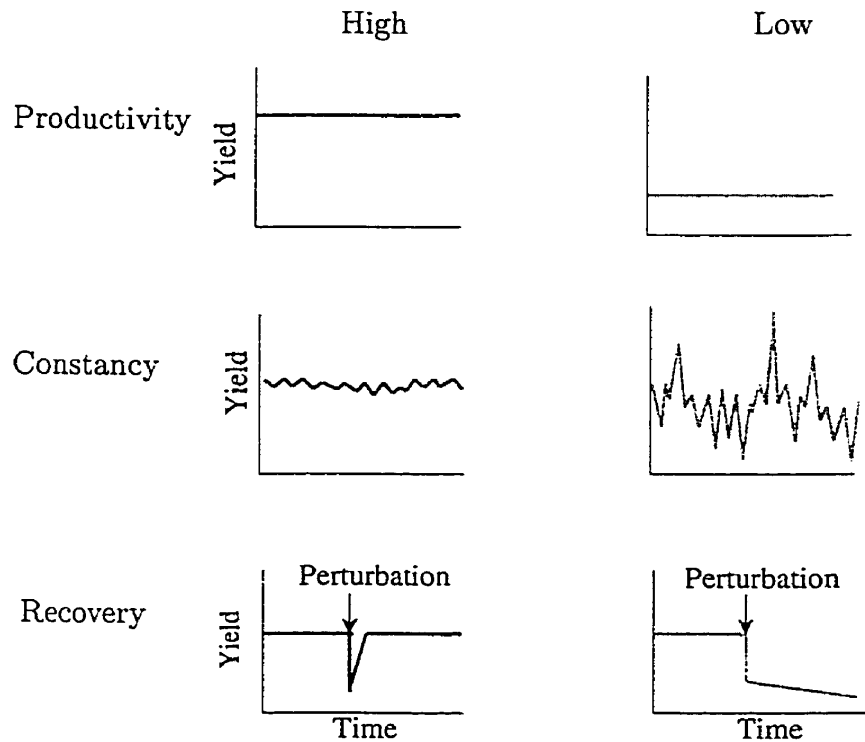 High Low
Productivity
Yield
Constancy
Yield
Perturbation Perturbation
Recovery
Yield
Time Time